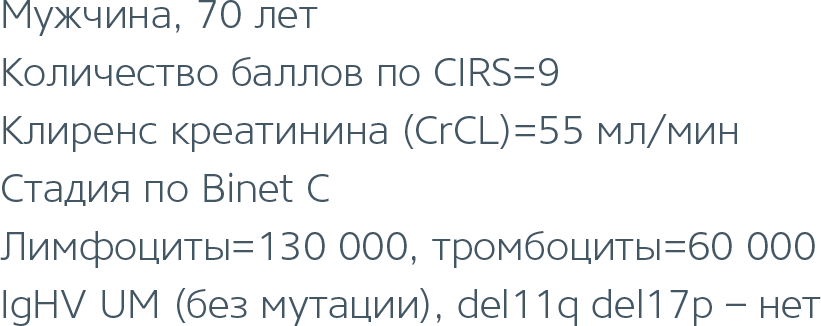 Мужчина, 70 лет
Количество баллов по CIRS=9
Клиренс креатинина (CrCL)=55 мл/мин
Стадия по Binet C
Лимфоциты=130 000, тромбоциты=60 000
IgHV UM (без мутации), del11q del17p – нет